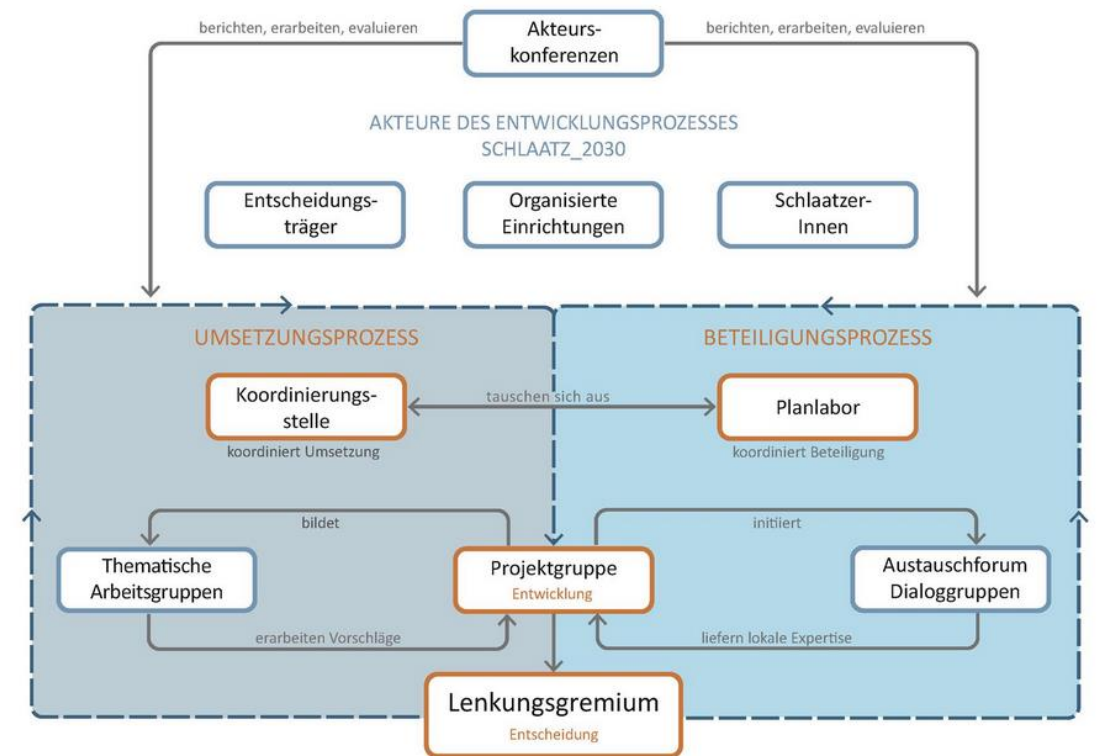 berichten, erarbeiten, evaluieren
Akteurs-
konferenzen
berichten, erarbeiten, evaluieren
AKTEURE DES ENTWICKLUNGSPROZESSES
SCHLAATZ_2030
Entscheidungs-
träger
Organisierte
Einrichtungen
Schlaatzer-
Innen
UMSETZUNGSPROZESS
BETEILIGUNGSPROZESS
Koordinierungs-
stelle
tauschen sich aus
Planlabor
koordiniert Umsetzung
koordiniert Beteiligung
bildet
initiiert
Thematische
Arbeitsgruppen
Projektgruppe
Entwicklung
Austauschforum
Dialoggruppen
erarbeiten Vorschläge
liefern lokale Expertise
Lenkungsgremium
Entscheidung